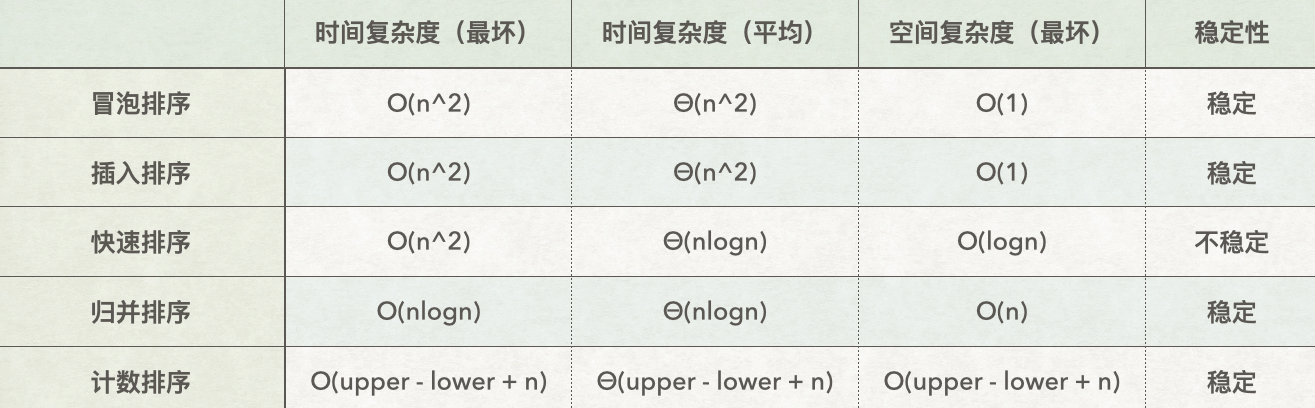 时间复杂度（最坏） 时间复杂度（平均） 空间复杂度（最坏） 稳定性
冒泡排序 O(n^2) Θ(n^2) O(1) 稳定
插入排序 O(n^2) Θ(n^2) O(1) 稳定
快速排序 O(n^2) Θ(nlogn) O(logn) 不稳定
归并排序 O(nlogn) Θ(nlogn) O(n) 稳定
计数排序 O(upper - lower + n) Θ(upper - lower + n) O(upper - lower + n) 稳定